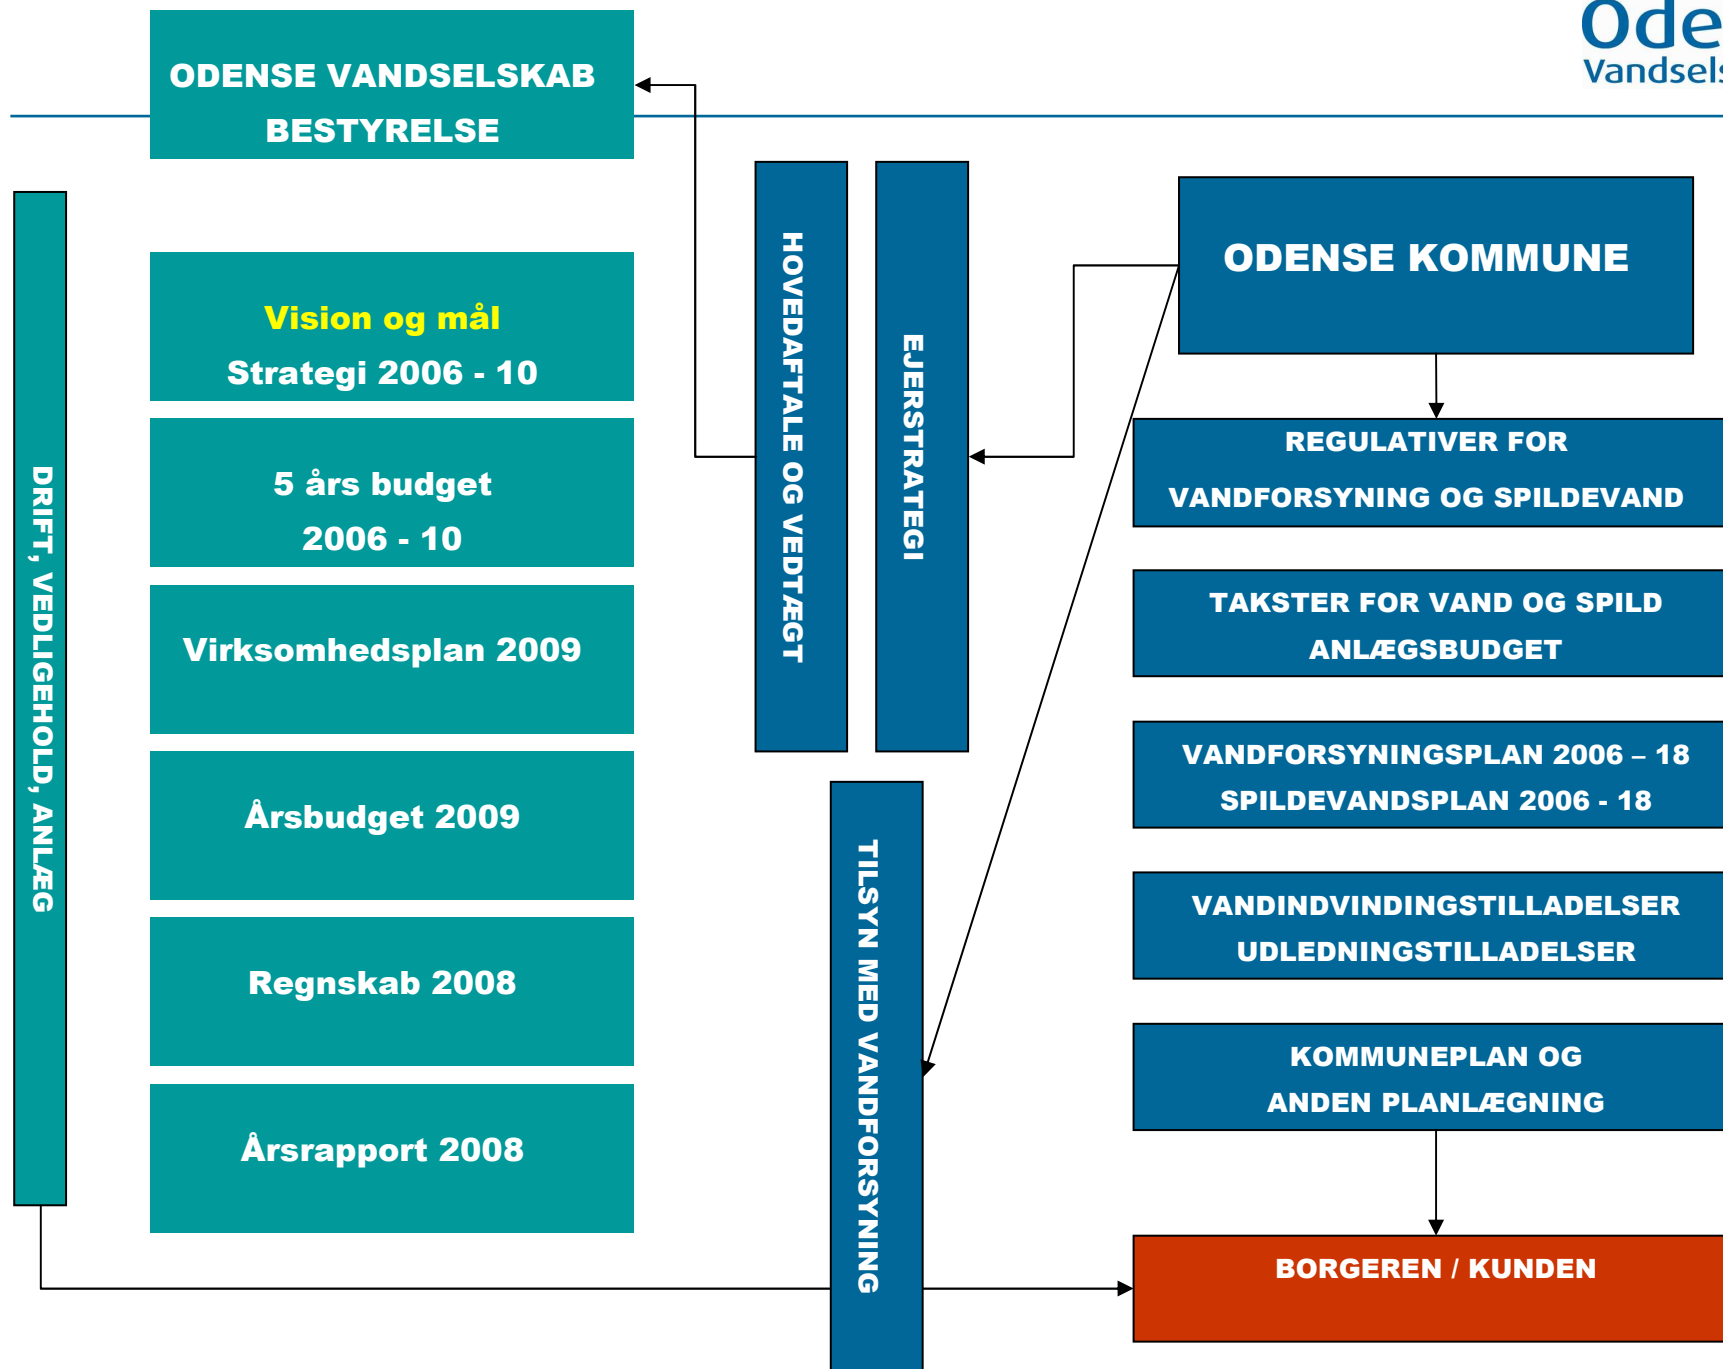 ODENSE VANDSELSKAB
BESTYRELSE
Vision og mål
Strategi 2006 - 10
5 års budget
2006 - 10
Virksomhedsplan 2009
Årsbudget 2009
Regnskab 2008
Årsrapport 2008
DRIFT, VEDLIGEHOLD, ANLÆG
HOVEDAFTALE OG VEDTÆGT
EJERSTRATEGI
TILSYN MED VANDFORSYNING
Ode
Vandsels
ODENSE KOMMUNE
REGULATIVER FOR
VANDFORSYNING OG SPILDEVAND
TAKSTER FOR VAND OG SPILD
ANLÆGSBUDGET
VANDFORSYNINGSPLAN 2006 – 18
SPILDEVANDSPLAN 2006 - 18
VANDINDVINDINGSTILLADELSER
UDLEDNINGSTILLADELSER
KOMMUNEPLAN OG
ANDEN PLANLÆGNING
BORGEREN / KUNDEN